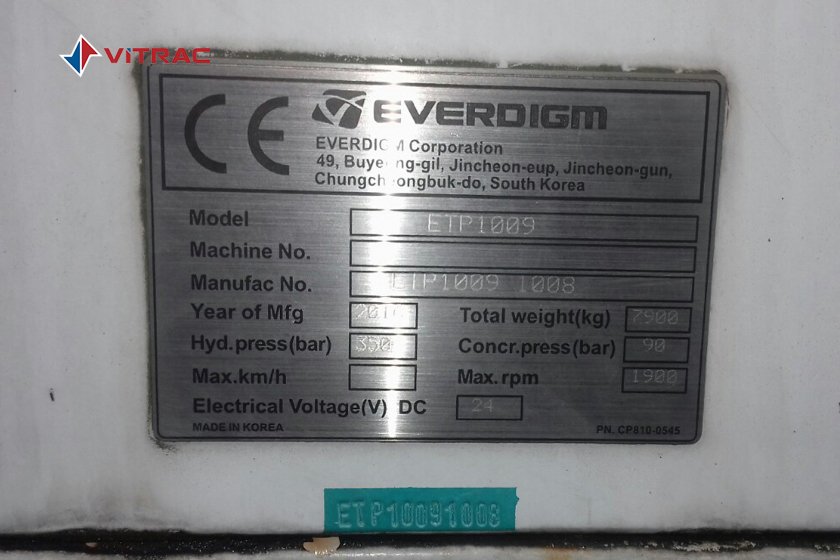 ViTRAC
CE EVERDIGM
EVERDIGM Corporation
49, Buyeong-gil, Jincheon-eup, Jincheon-gun,
Chungcheongbuk-do, South Korea
Model ETP1009
Machine No.
Manufac No. ETP1009 1008
Year of Mfg Total weight(kg) 7900
Hyd.press(bar) 350 Concr.press(bar) 90
Max.km/h Max.rpm 1900
Electrical Voltage(V) DC 24
MADE IN KOREA PN. CP810-0545
ETP10091008